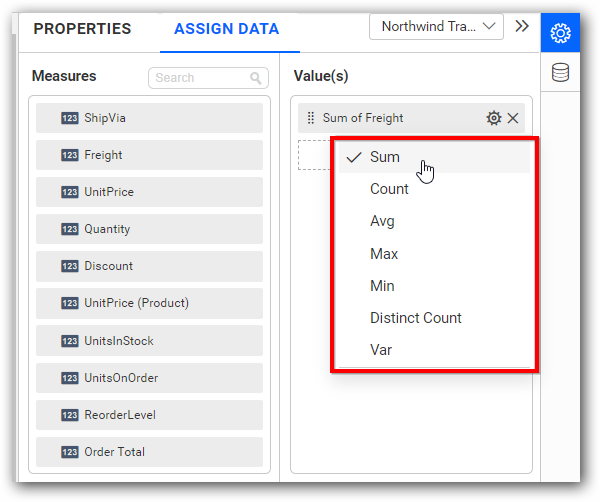 PROPERTIES
ASSIGN DATA
Northwind Tra...
Measures
Search
Value(s)
123 ShipVia
123 Freight
123 UnitPrice
123 Quantity
123 Discount
123 UnitPrice (Product)
123 UnitsInStock
123 UnitsOnOrder
123 ReorderLevel
123 Order Total
Sum of Freight
Sum
Count
Avg
Max
Min
Distinct Count
Var